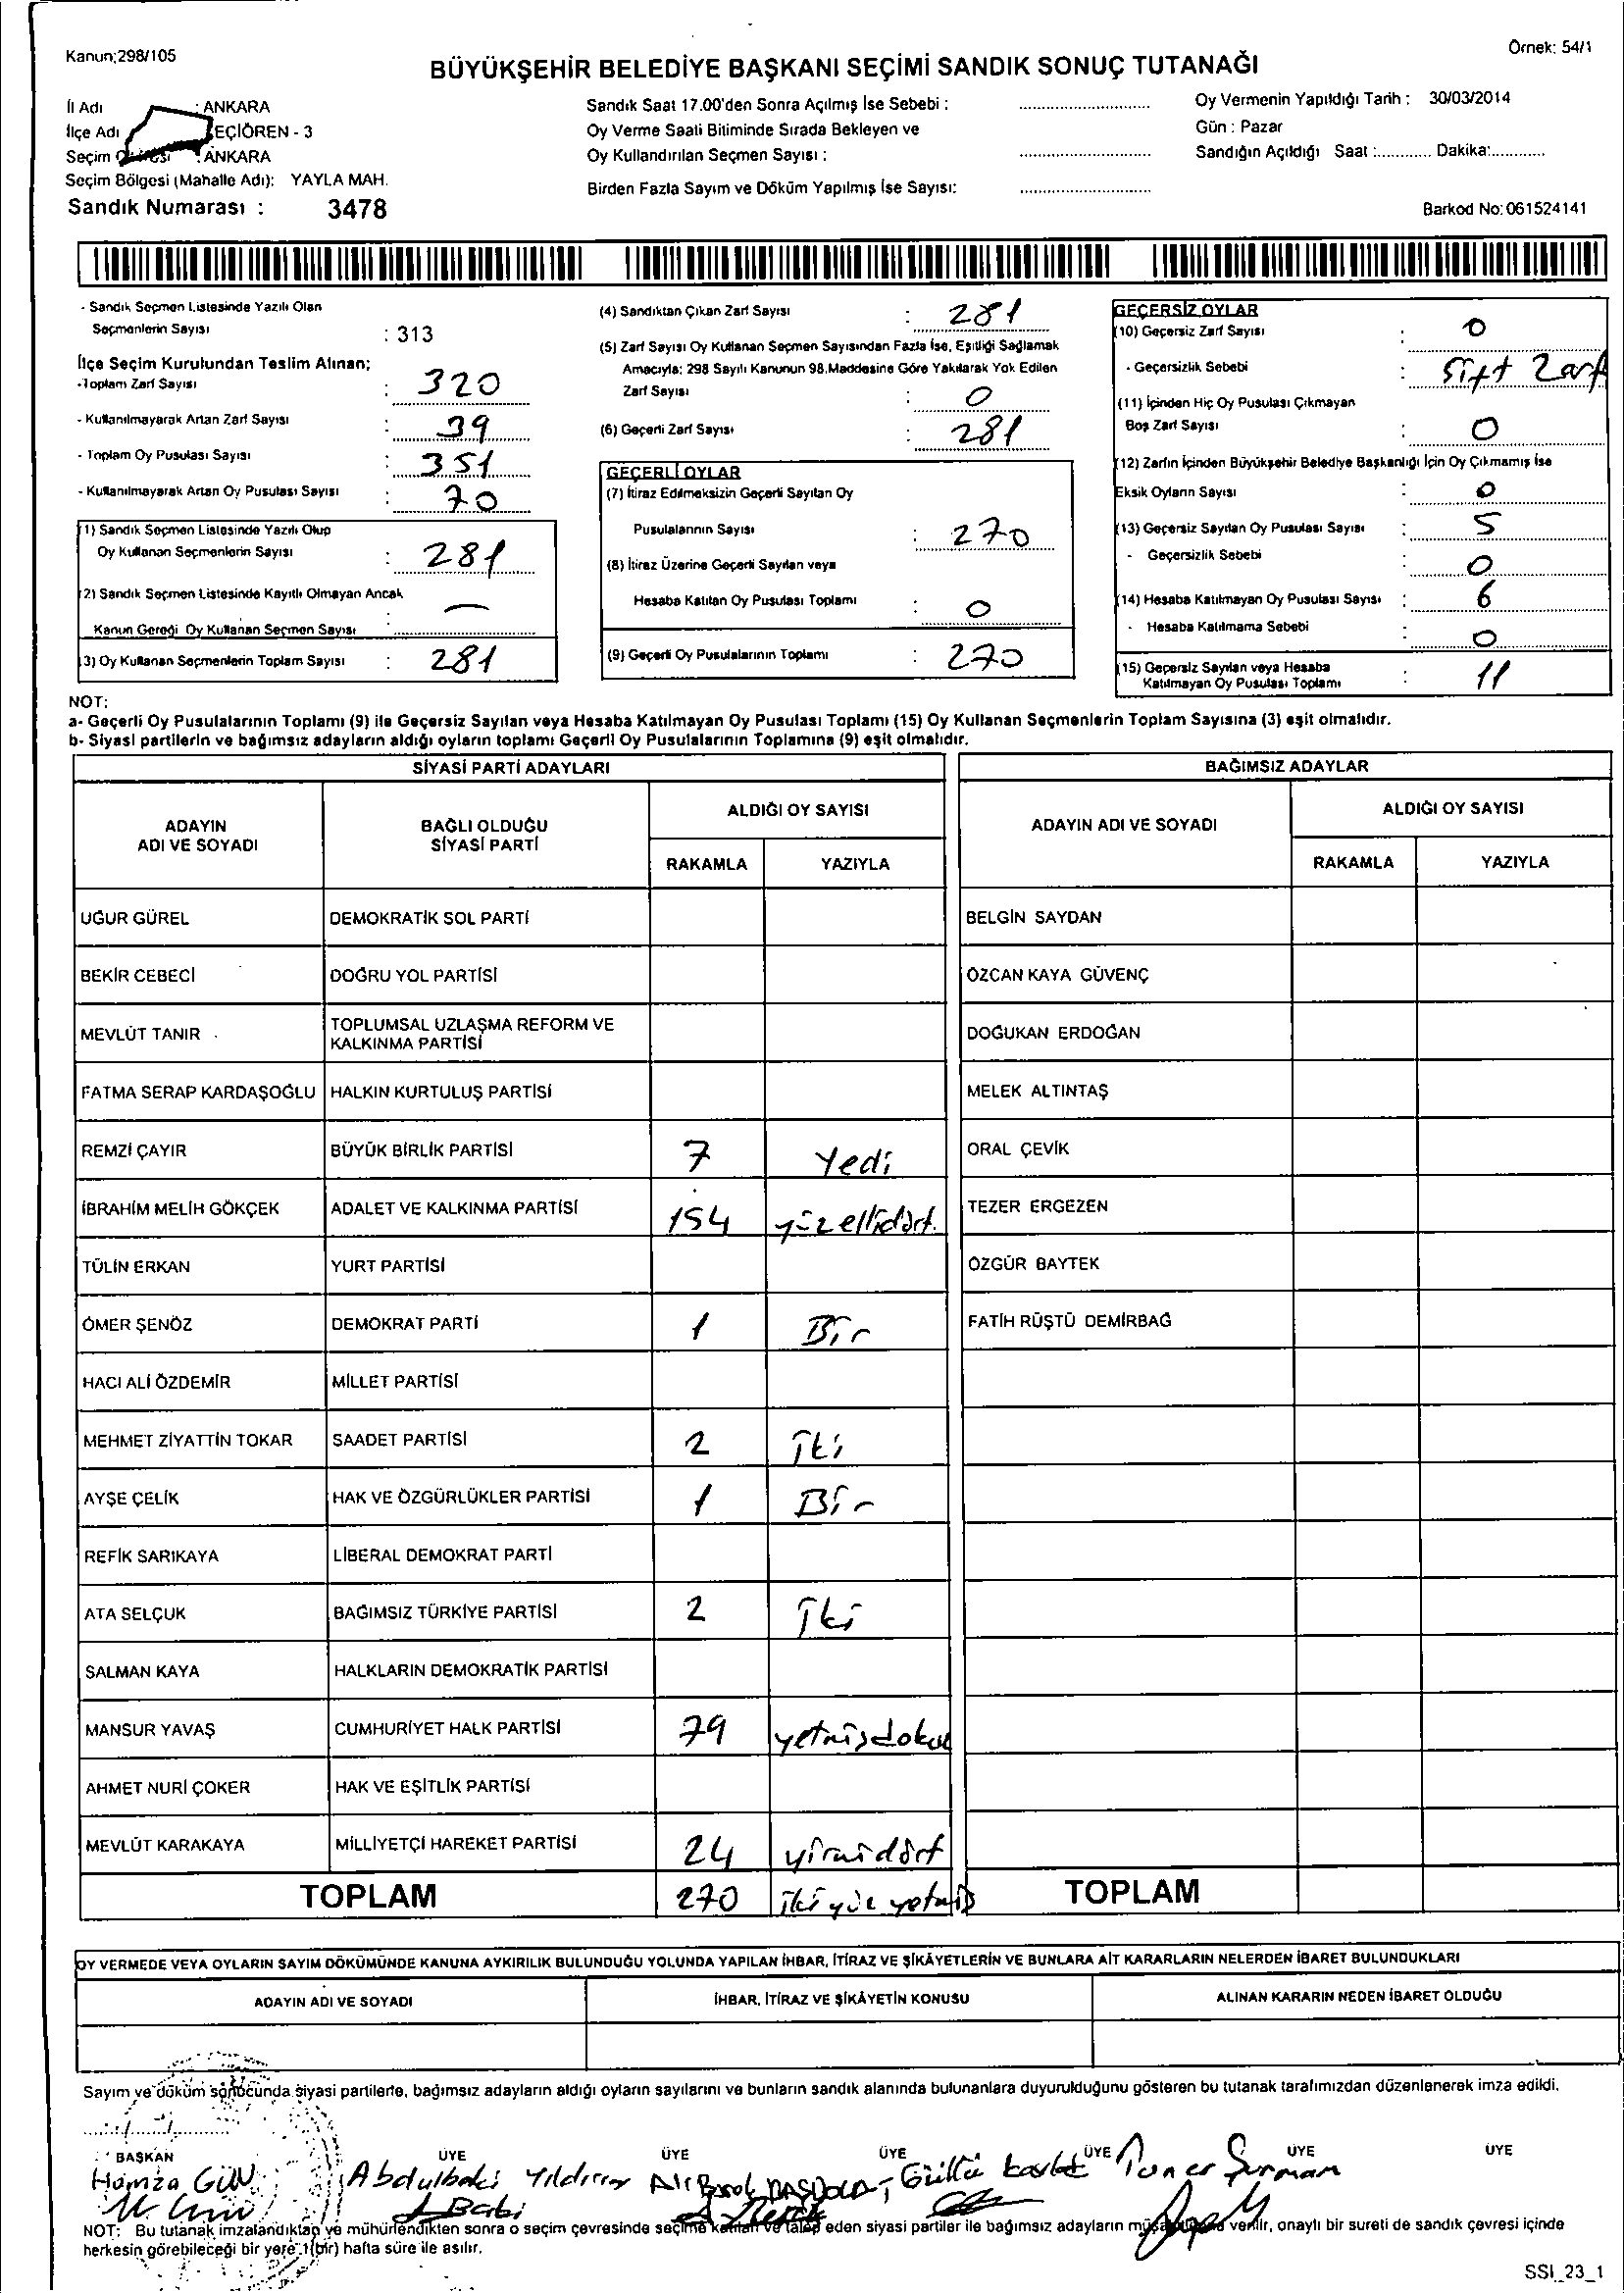 Kanun;298/105
Örnek: 54/1
BÜYÜKŞEHİR BELEDİYE BAŞKANI SEÇİMİ SANDIK SONUÇ TUTANAĞI
İl Adı : ANKARA
İlçe Adı EÇİÖREN - 3
Seçim : ANKARA
Seçim Bölgesi (Mahalle Adı): YAYLA MAH.
Sandık Numarası : 3478
Sandık Saat 17.00'den Sonra Açılmış İse Sebebi :
Oy Verme Saati Bitiminde Sırada Bekleyen ve
Oy Kullandırılan Seçmen Sayısı :
Birden Fazla Sayım ve Döküm Yapılmış İse Sayısı:
Oy Vermenin Yapıldığı Tarih : 30/03/2014
Gün : Pazar
Sandığın Açıldığı Saat :............ Dakika:............
Barkod No: 061524141
- Sandık Seçmen Listesinde Yazılı Olan
Seçmenlerin Sayısı : 313
İlçe Seçim Kurulundan Teslim Alınan;
-Toplam Zarf Sayısı : 320
- Kullanılmayarak Artan Zarf Sayısı : 39
- Toplam Oy Pusulası Sayısı : 351
- Kullanılmayarak Artan Oy Pusulası Sayısı : 70
(1) Sandık Seçmen Listesinde Yazılı Olup
Oy Kullanan Seçmenlerin Sayısı : 281
(2) Sandık Seçmen Listesinde Kayıtlı Olmayan Ancak
Kanun Gereği Oy Kullanan Seçmen Sayısı : —
(3) Oy Kullanan Seçmenlerin Toplam Sayısı : 281
(4) Sandıktan Çıkan Zarf Sayısı : 281
(5) Zarf Sayısı Oy Kullanan Seçmen Sayısından Fazla İse, Eşitliği Sağlamak
Amacıyla; 298 Sayılı Kanunun 98.Maddesine Göre Yakılarak Yok Edilen
Zarf Sayısı : 0
(6) Geçerli Zarf Sayısı : 281
GEÇERLİ OYLAR
(7) İtiraz Edilmeksizin Geçerli Sayılan Oy
Pusulalarının Sayısı : 270
(8) İtiraz Üzerine Geçerli Sayılan veya
Hesaba Katılan Oy Pusulası Toplamı : 0
(9) Geçerli Oy Pusulalarının Toplamı : 270
GEÇERSİZ OYLAR
(10) Geçersiz Zarf Sayısı : 0
- Geçersizlik Sebebi : Sift Zarf
(11) İçinden Hiç Oy Pusulası Çıkmayan
Boş Zarf Sayısı : 0
(12) Zarfın İçinden Büyükşehir Belediye Başkanlığı İçin Oy Çıkmamış İse
Eksik Oyların Sayısı : 0
(13) Geçersiz Sayılan Oy Pusulası Sayısı : 5
- Geçersizlik Sebebi : 0
(14) Hesaba Katılmayan Oy Pusulası Sayısı : 6
- Hesaba Katılmama Sebebi : 0
(15) Geçersiz Sayılan veya Hesaba
Katılmayan Oy Pusulası Toplamı : 11
NOT:
a- Geçerli Oy Pusulalarının Toplamı (9) ile Geçersiz Sayılan veya Hesaba Katılmayan Oy Pusulası Toplamı (15) Oy Kullanan Seçmenlerin Toplam Sayısına (3) eşit olmalıdır.
b- Siyasi partilerin ve bağımsız adayların aldığı oyların toplamı Geçerli Oy Pusulalarının Toplamına (9) eşit olmalıdır.
SİYASİ PARTİ ADAYLARI
ADAYIN ADI VE SOYADI BAĞLI OLDUĞU SİYASİ PARTİ ALDIĞI OY SAYISI
RAKAMLA YAZIYLA
UĞUR GÜREL DEMOKRATİK SOL PARTİ
BEKİR CEBECİ DOĞRU YOL PARTİSİ
MEVLÜT TANIR TOPLUMSAL UZLAŞMA REFORM VE KALKINMA PARTİSİ
FATMA SERAP KARDAŞOĞLU HALKIN KURTULUŞ PARTİSİ
REMZİ ÇAYIR BÜYÜK BİRLİK PARTİSİ 7 Yedi
İBRAHİM MELİH GÖKÇEK ADALET VE KALKINMA PARTİSİ 154 yüzellidört.
TÜLİN ERKAN YURT PARTİSİ
ÖMER ŞENÖZ DEMOKRAT PARTİ 1 Bir
HACI ALİ ÖZDEMİR MİLLET PARTİSİ
MEHMET ZİYATTİN TOKAR SAADET PARTİSİ 2 İki
AYŞE ÇELİK HAK VE ÖZGÜRLÜKLER PARTİSİ 1 Bir
REFİK SARIKAYA LİBERAL DEMOKRAT PARTİ
ATA SELÇUK BAĞIMSIZ TÜRKİYE PARTİSİ 2 İki
SALMAN KAYA HALKLARIN DEMOKRATİK PARTİSİ
MANSUR YAVAŞ CUMHURİYET HALK PARTİSİ 79 yetmişdokuz
AHMET NURİ ÇOKER HAK VE EŞİTLİK PARTİSİ
MEVLÜT KARAKAYA MİLLİYETÇİ HAREKET PARTİSİ 24 yirmidört
TOPLAM 270 ikiyüz yetmiş
BAĞIMSIZ ADAYLAR
ADAYIN ADI VE SOYADI ALDIĞI OY SAYISI
RAKAMLA YAZIYLA
BELGİN SAYDAN
ÖZCAN KAYA GÜVENÇ
DOĞUKAN ERDOĞAN
MELEK ALTINTAŞ
ORAL ÇEVİK
TEZER ERGEZEN
ÖZGÜR BAYTEK
FATİH RÜŞTÜ DEMİRBAĞ
TOPLAM
OY VERMEDE VEYA OYLARIN SAYIM DÖKÜMÜNDE KANUNA AYKIRILIK BULUNDUĞU YOLUNDA YAPILAN İHBAR, İTİRAZ VE ŞİKÂYETLERİN VE BUNLARA AİT KARARLARIN NELERDEN İBARET BULUNDUKLARI
ADAYIN ADI VE SOYADI İHBAR, İTİRAZ VE ŞİKÂYETİN KONUSU ALINAN KARARIN NEDEN İBARET OLDUĞU
Sayım ve döküm sonucunda siyasi partilerle, bağımsız adayların aldığı oyların sayılarını ve bunların sandık alanında bulunanlara duyurulduğunu gösteren bu tutanak tarafımızdan düzenlenerek imza edildi.
BAŞKAN ÜYE ÜYE ÜYE ÜYE ÜYE ÜYE
Hamza GÜN Abdulbaki Yıldırım
NOT: Bu tutanak imzalandıktan ve mühürlendikten sonra o seçim çevresinde seçime katılan ve talep eden siyasi partiler ile bağımsız adayların verilir, onaylı bir sureti de sandık çevresi içinde
herkesin görebileceği bir yere 1(bir) hafta süre ile asılır.
SSI_23_1